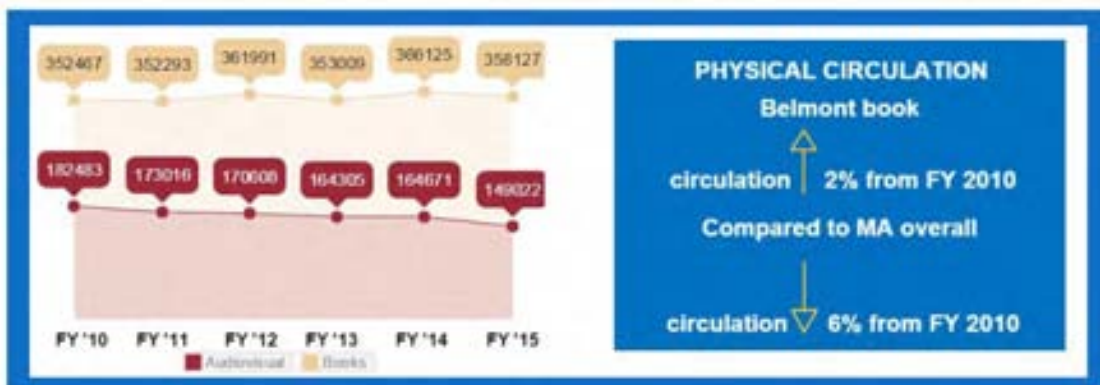 352467
352293
361991
353009
366125
358127
182483
173016
170608
164305
164671
149022
FY '10
FY '11
FY '12
FY '13
FY '14
FY '15
Audiovisual
Books
PHYSICAL CIRCULATION
Belmont book
circulation 2% from FY 2010
Compared to MA overall
circulation 6% from FY 2010